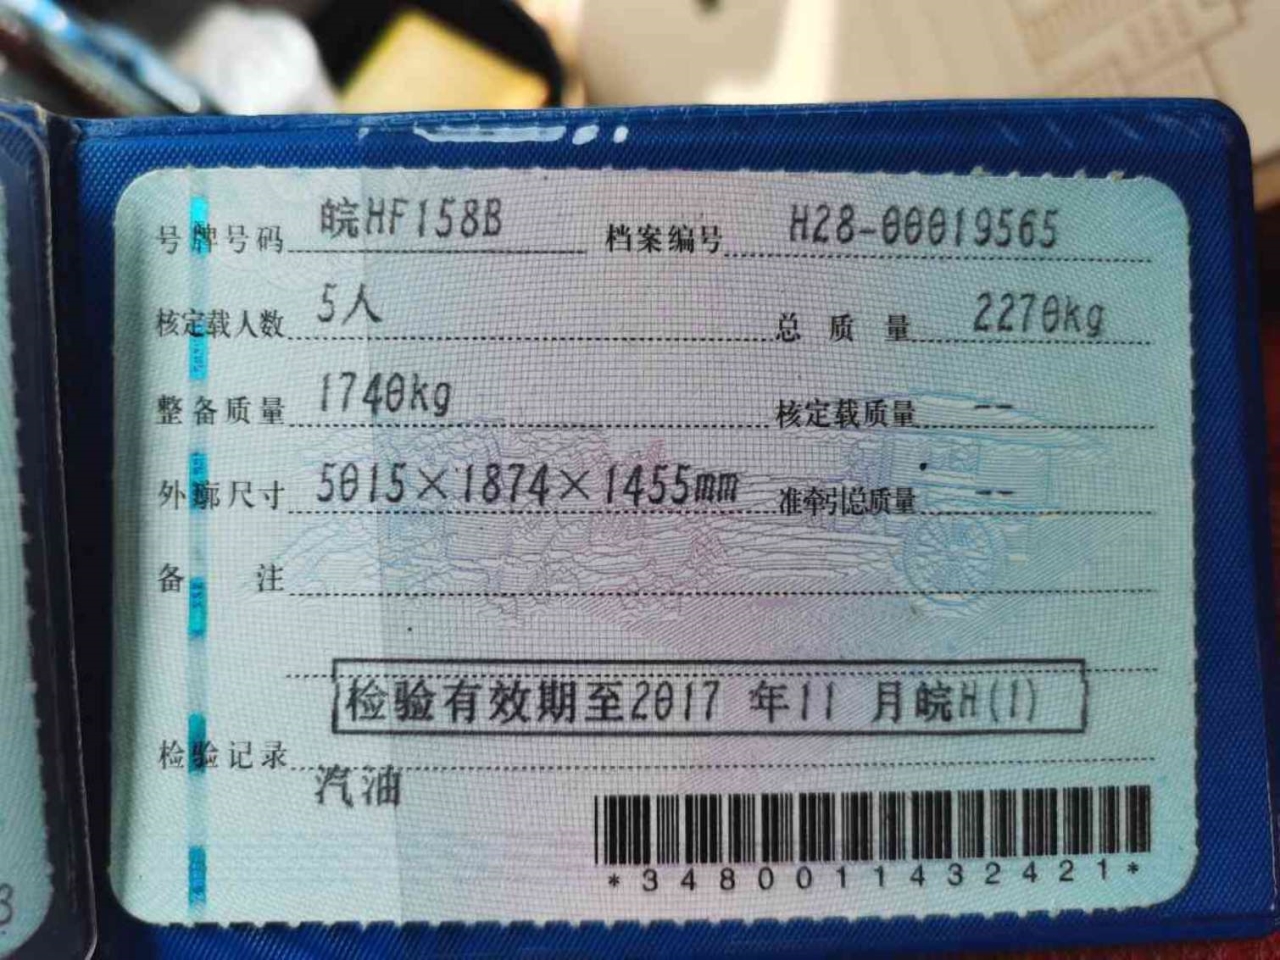 号牌号码 皖HF158B 档案编号 H28-00019565
核定载人数 5人 总质量 2270kg
整备质量 1740kg 核定载质量 --
外廓尺寸 5015×1874×1455mm 准牵引总质量 --
备注
检验有效期至2017 年11 月皖H(1)
检验记录
汽油
*3480011432421*
3